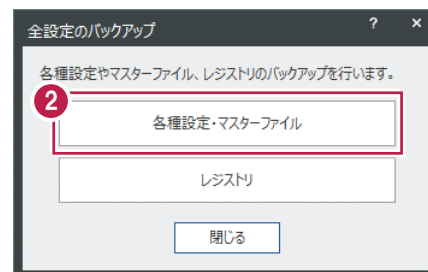 全設定のバックアップ ? ×
各種設定やマスターファイル、レジストリのバックアップを行います。
2
各種設定・マスターファイル
レジストリ
閉じる